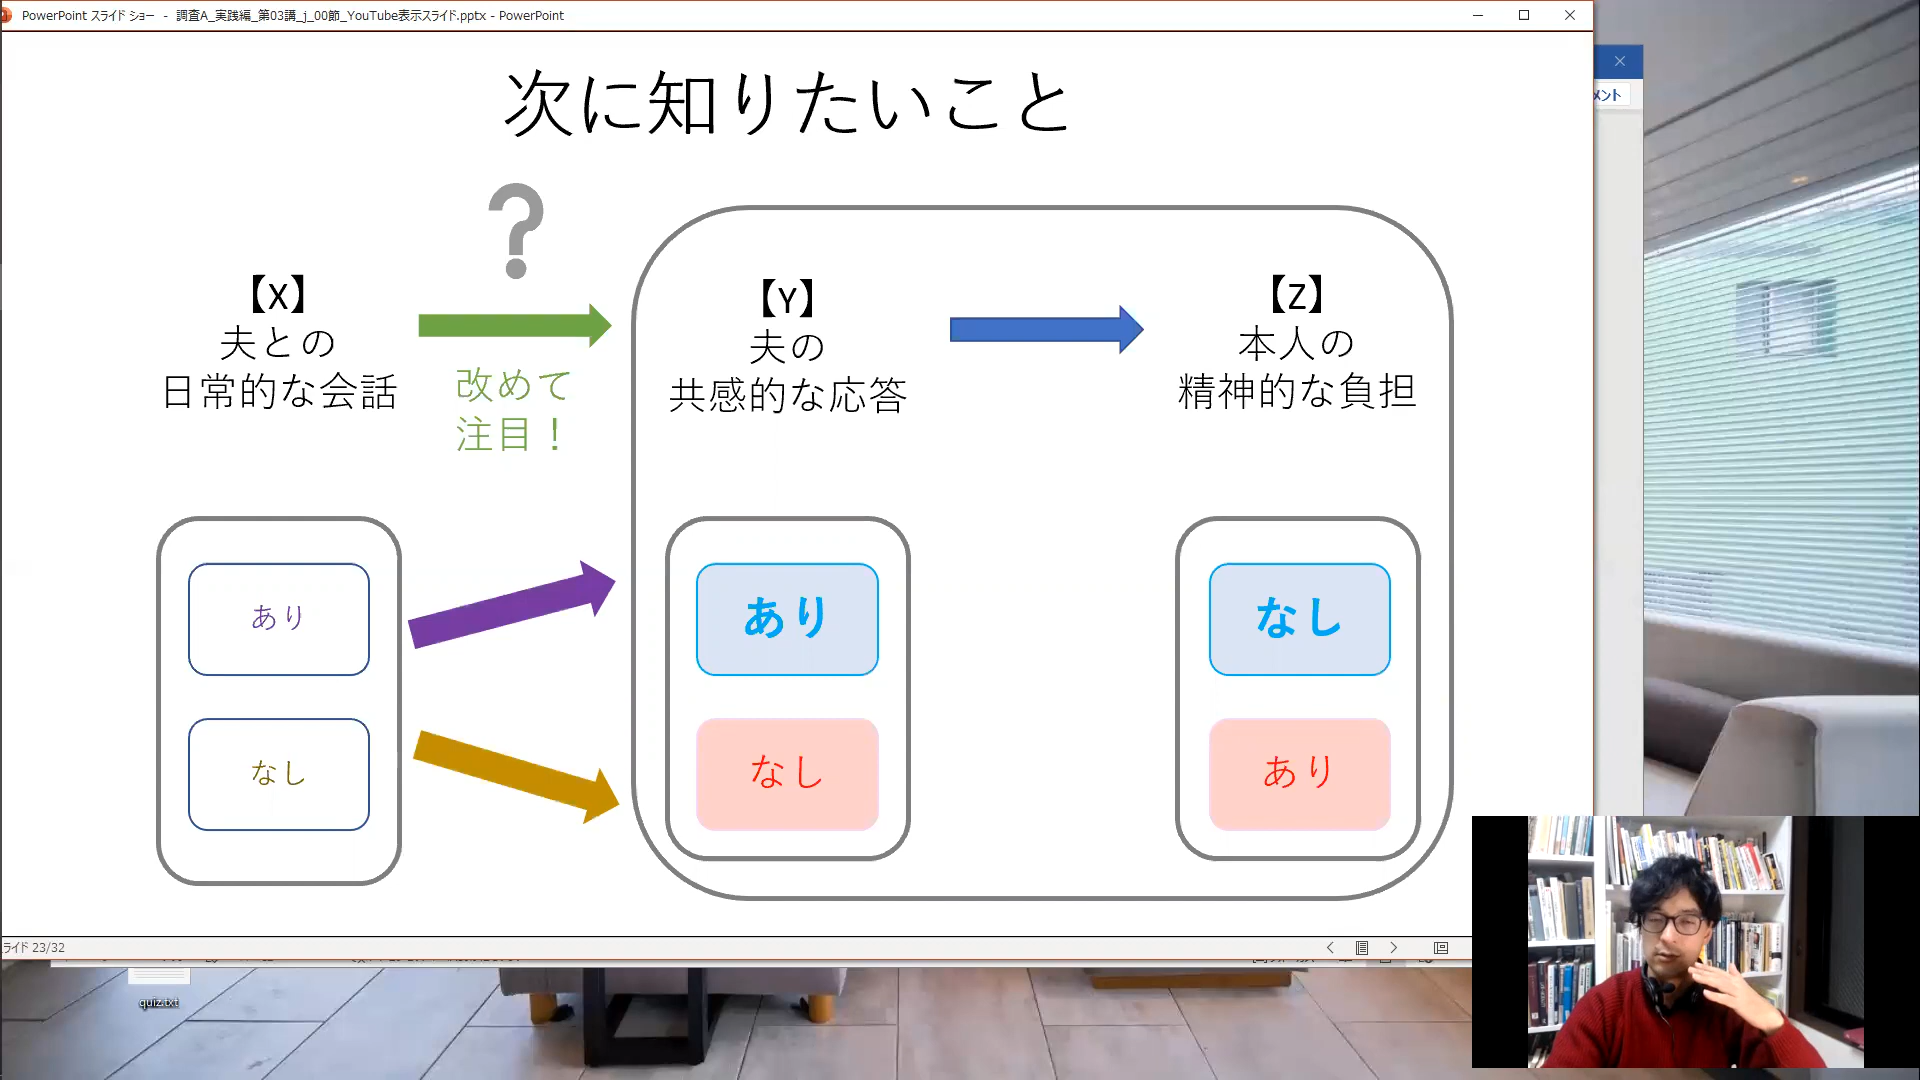 PowerPoint スライド ショー - 調査A_実践編_第03講_j_00節_YouTube表示スライド.pptx - PowerPoint
次に知りたいこと
?
【X】
夫との
日常的な会話
改めて
注目！
【Y】
夫の
共感的な応答
【Z】
本人の
精神的な負担
あり
なし
あり
なし
なし
あり
メント
ライド 23/32
quiz.txt